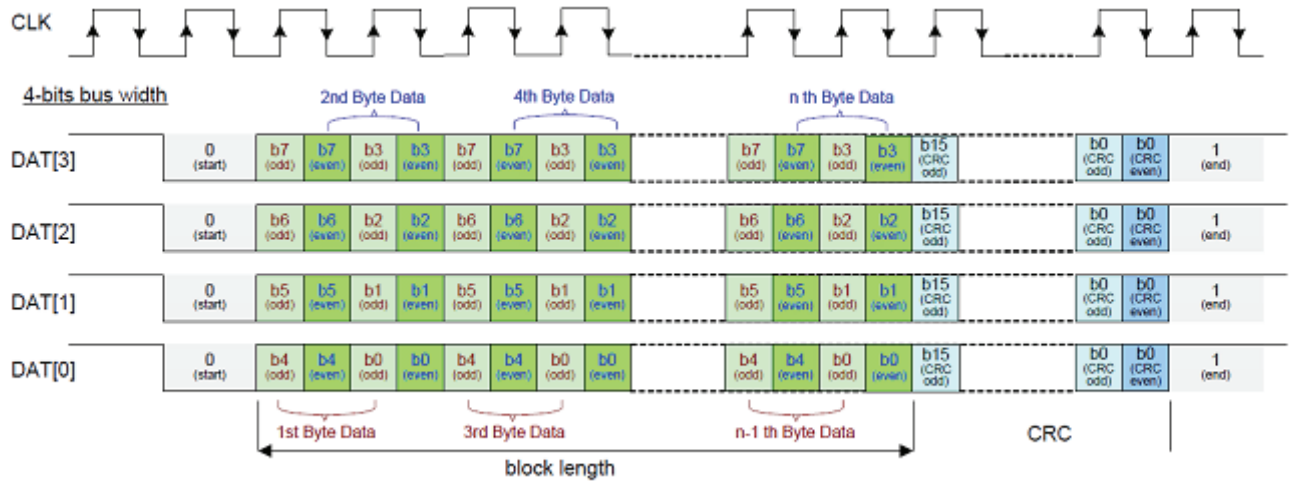 CLK
4-bits bus width
2nd Byte Data 4th Byte Data n th Byte Data
DAT[3] 0 (start) b7 (odd) b7 (even) b3 (odd) b3 (even) b7 (odd) b7 (even) b3 (odd) b3 (even) b7 (odd) b7 (even) b3 (odd) b3 (even) b15 (CRC odd) b0 (CRC odd) b0 (CRC even) 1 (end)
DAT[2] 0 (start) b6 (odd) b6 (even) b2 (odd) b2 (even) b6 (odd) b6 (even) b2 (odd) b2 (even) b6 (odd) b6 (even) b2 (odd) b2 (even) b15 (CRC odd) b0 (CRC odd) b0 (CRC even) 1 (end)
DAT[1] 0 (start) b5 (odd) b5 (even) b1 (odd) b1 (even) b5 (odd) b5 (even) b1 (odd) b1 (even) b5 (odd) b5 (even) b1 (odd) b1 (even) b15 (CRC odd) b0 (CRC odd) b0 (CRC even) 1 (end)
DAT[0] 0 (start) b4 (odd) b4 (even) b0 (odd) b0 (even) b4 (odd) b4 (even) b0 (odd) b0 (even) b4 (odd) b4 (even) b0 (odd) b0 (even) b15 (CRC odd) b0 (CRC odd) b0 (CRC even) 1 (end)
1st Byte Data 3rd Byte Data n-1 th Byte Data CRC
block length